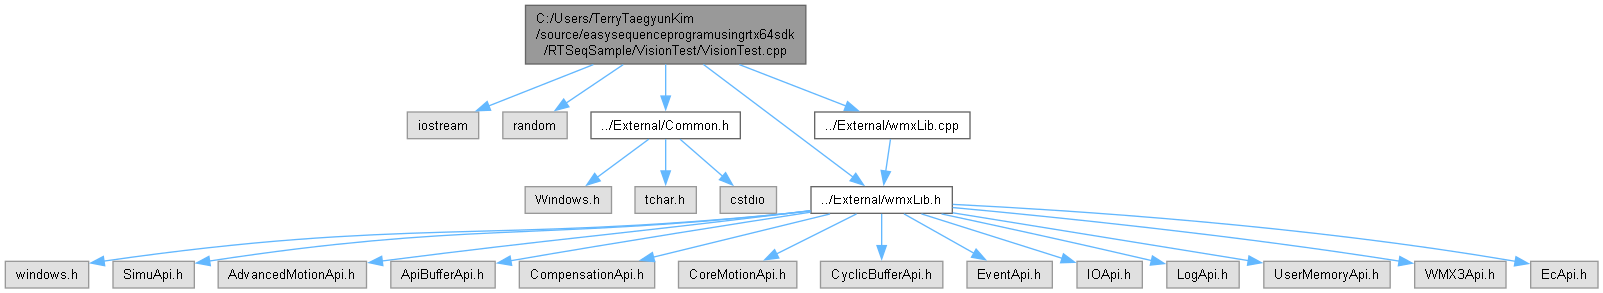 C:/Users/TerryTaegyunKim
/source/easysequenceprogramusingrtx64sdk
/RTSeqSample/VisionTest/VisionTest.cpp
iostream
random
../External/Common.h
../External/wmxLib.cpp
Windows.h
tchar.h
cstdio
../External/wmxLib.h
windows.h
SimuApi.h
AdvancedMotionApi.h
ApiBufferApi.h
CompensationApi.h
CoreMotionApi.h
CyclicBufferApi.h
EventApi.h
IOApi.h
LogApi.h
UserMemoryApi.h
WMX3Api.h
EcApi.h